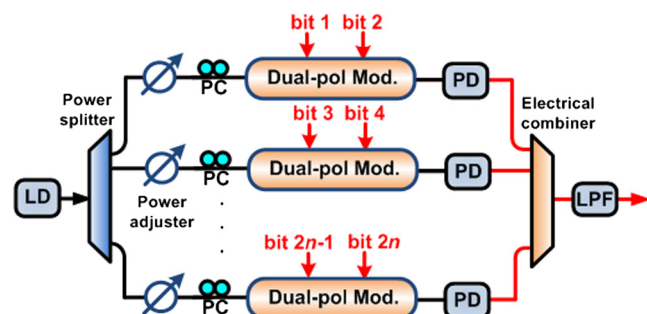 bit 1 bit 2
Dual-pol Mod.
PC
PD
Power
splitter
Electrical
combiner
bit 3 bit 4
Dual-pol Mod.
PC
PD
LD
LPF
Power
adjuster
bit 2n-1 bit 2n
Dual-pol Mod.
PC
PD